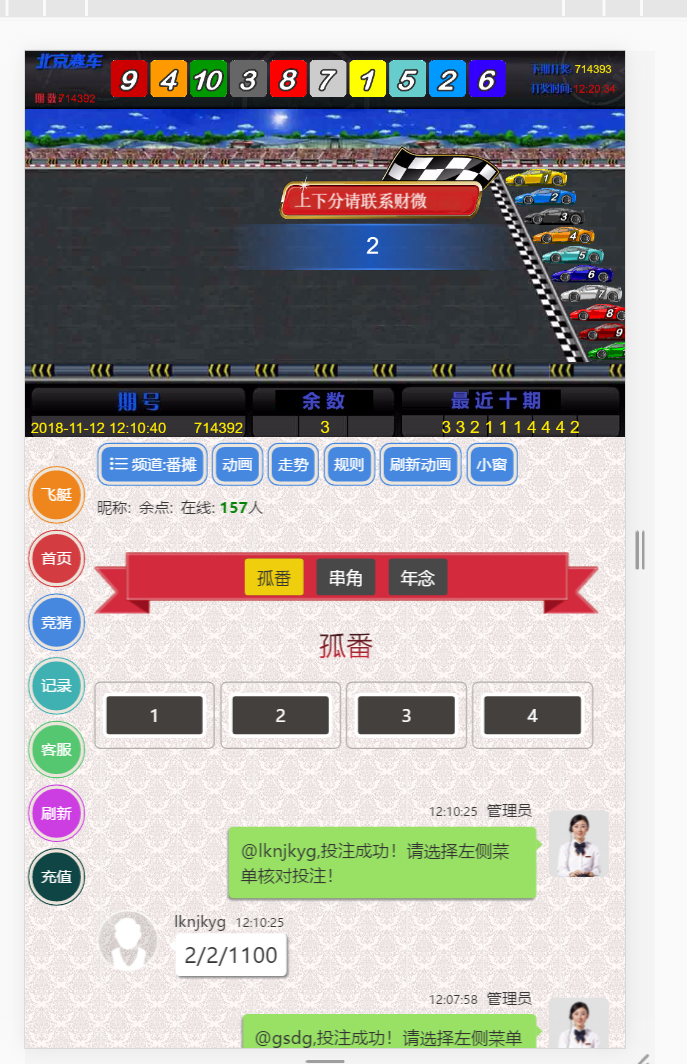 北京赛车
期数:714392
9 4 10 3 8 7 1 5 2 6
下期开奖: 714393
开奖时间:12:20:34
上下分请联系财微
2
1
2
3
4
5
6
7
8
9
期号 余数 最近十期
2018-11-12 12:10:40 714392 3 3 3 2 1 1 1 4 4 4 2
频道:番摊 动画 走势 规则 刷新动画 小窗
昵称: 余点: 在线: 157人
飞艇
首页
竞猜
记录
客服
刷新
充值
孤番 串角 年念
孤番
1 2 3 4
12:10:25 管理员
@lknjkyg,投注成功！请选择左侧菜
单核对投注！
lknjkyg 12:10:25
2/2/1100
12:07:58 管理员
@gsdg,投注成功！请选择左侧菜单